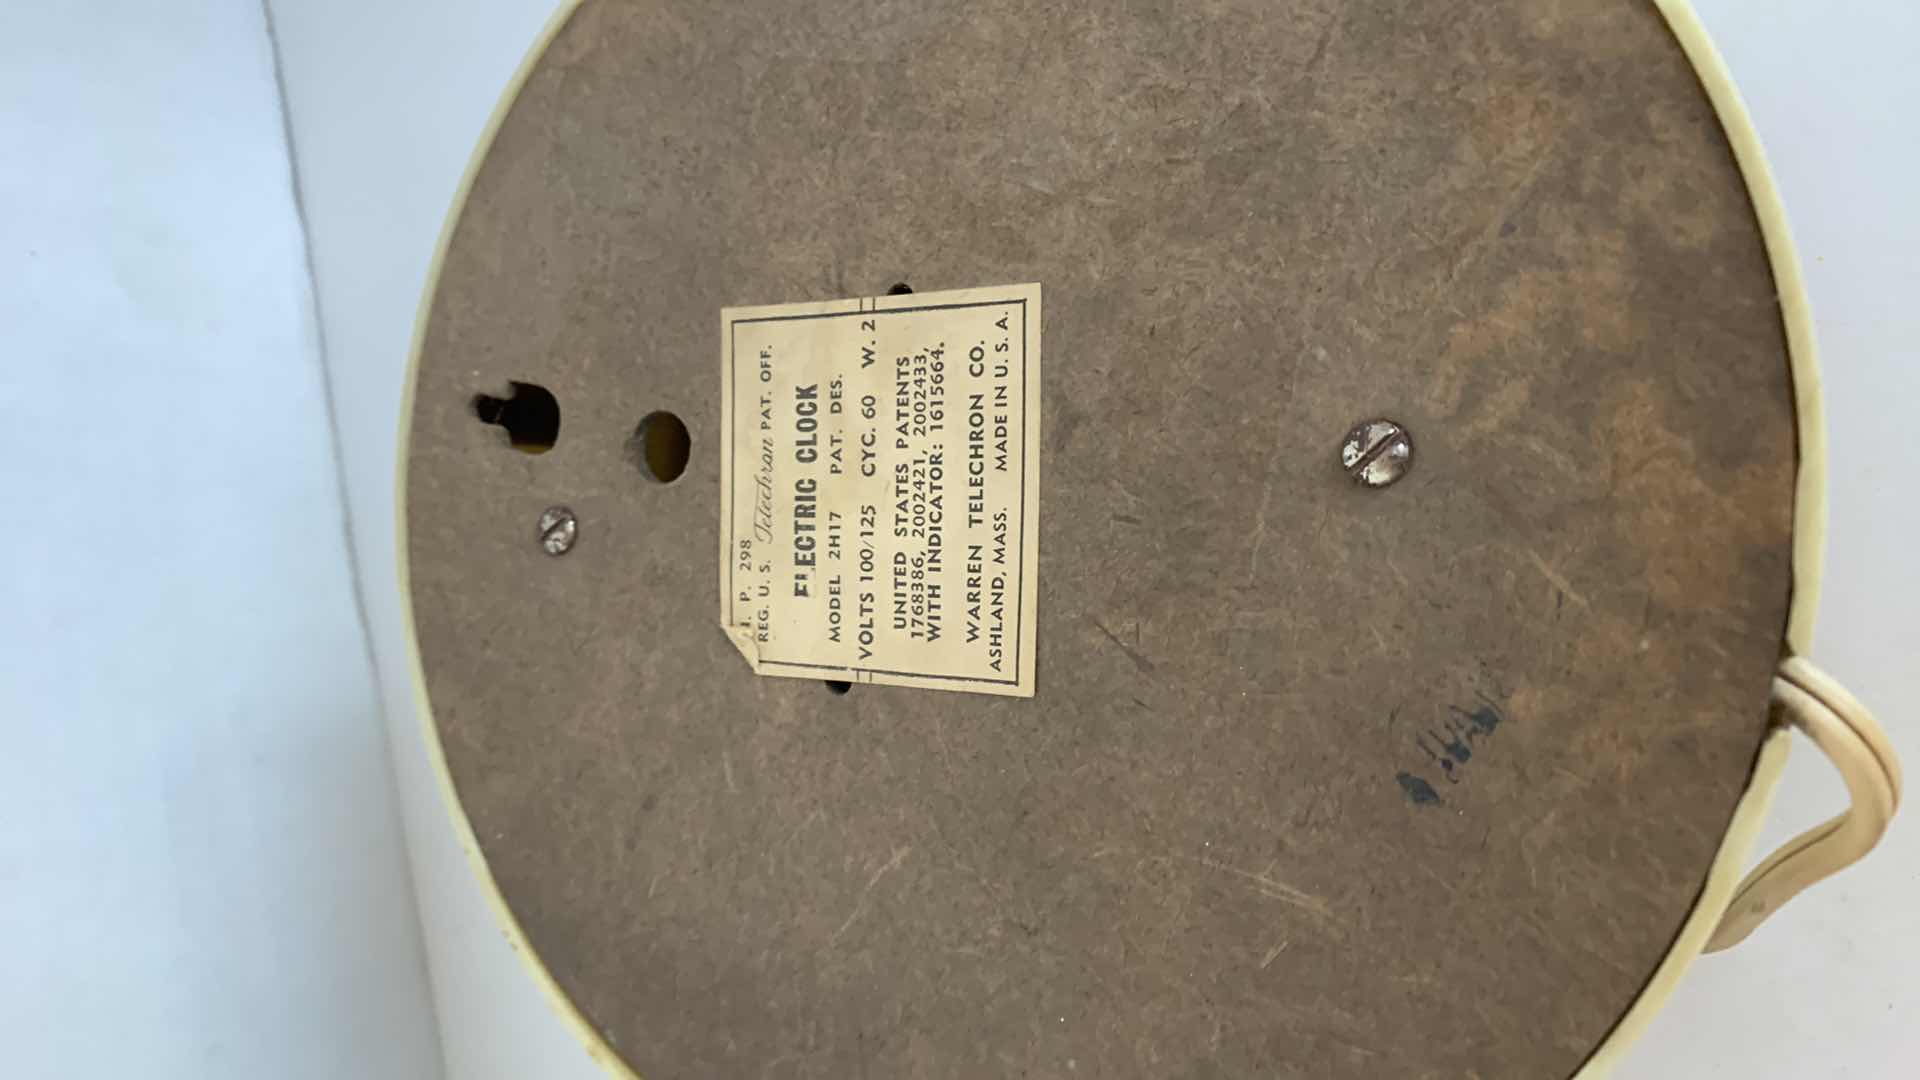 P. 298
REG. U. S. Telechron PAT. OFF.
ELECTRIC CLOCK
MODEL 2H17 PAT. DES.
VOLTS 100/125 CYC. 60 W. 2
UNITED STATES PATENTS
1768386, 2002421, 2002433,
WITH INDICATOR: 1615664.
WARREN TELECHRON CO.
ASHLAND, MASS. MADE IN U. S. A.